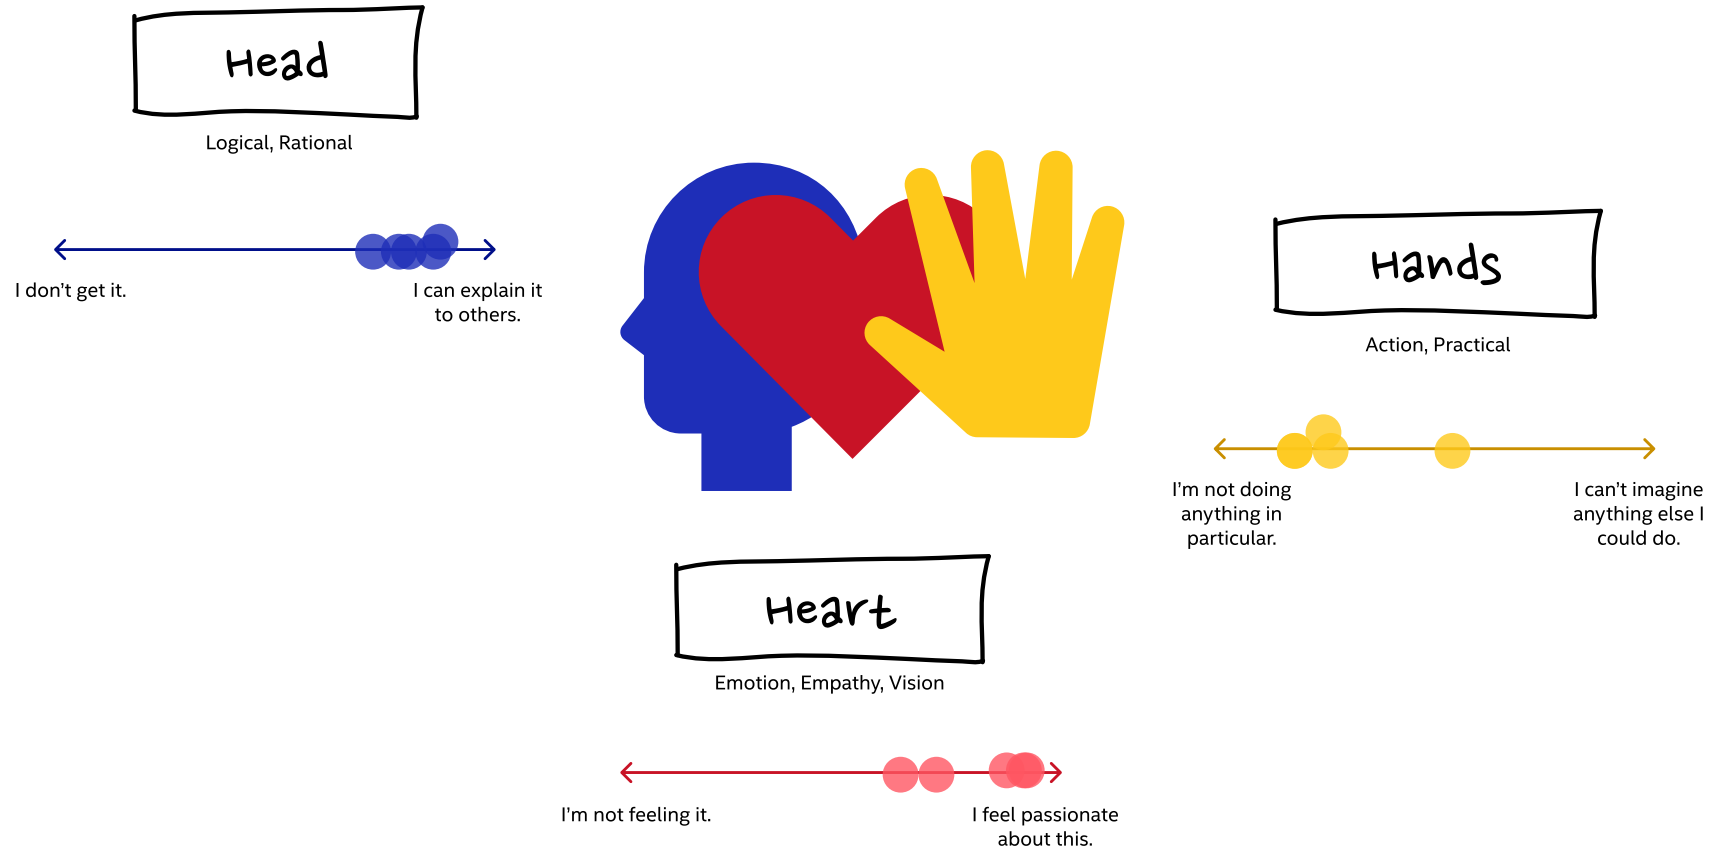 Head
Logical, Rational
I don't get it.
I can explain it
to others.
Hands
Action, Practical
I'm not doing
anything in
particular.
I can't imagine
anything else I
could do.
Heart
Emotion, Empathy, Vision
I'm not feeling it.
I feel passionate
about this.